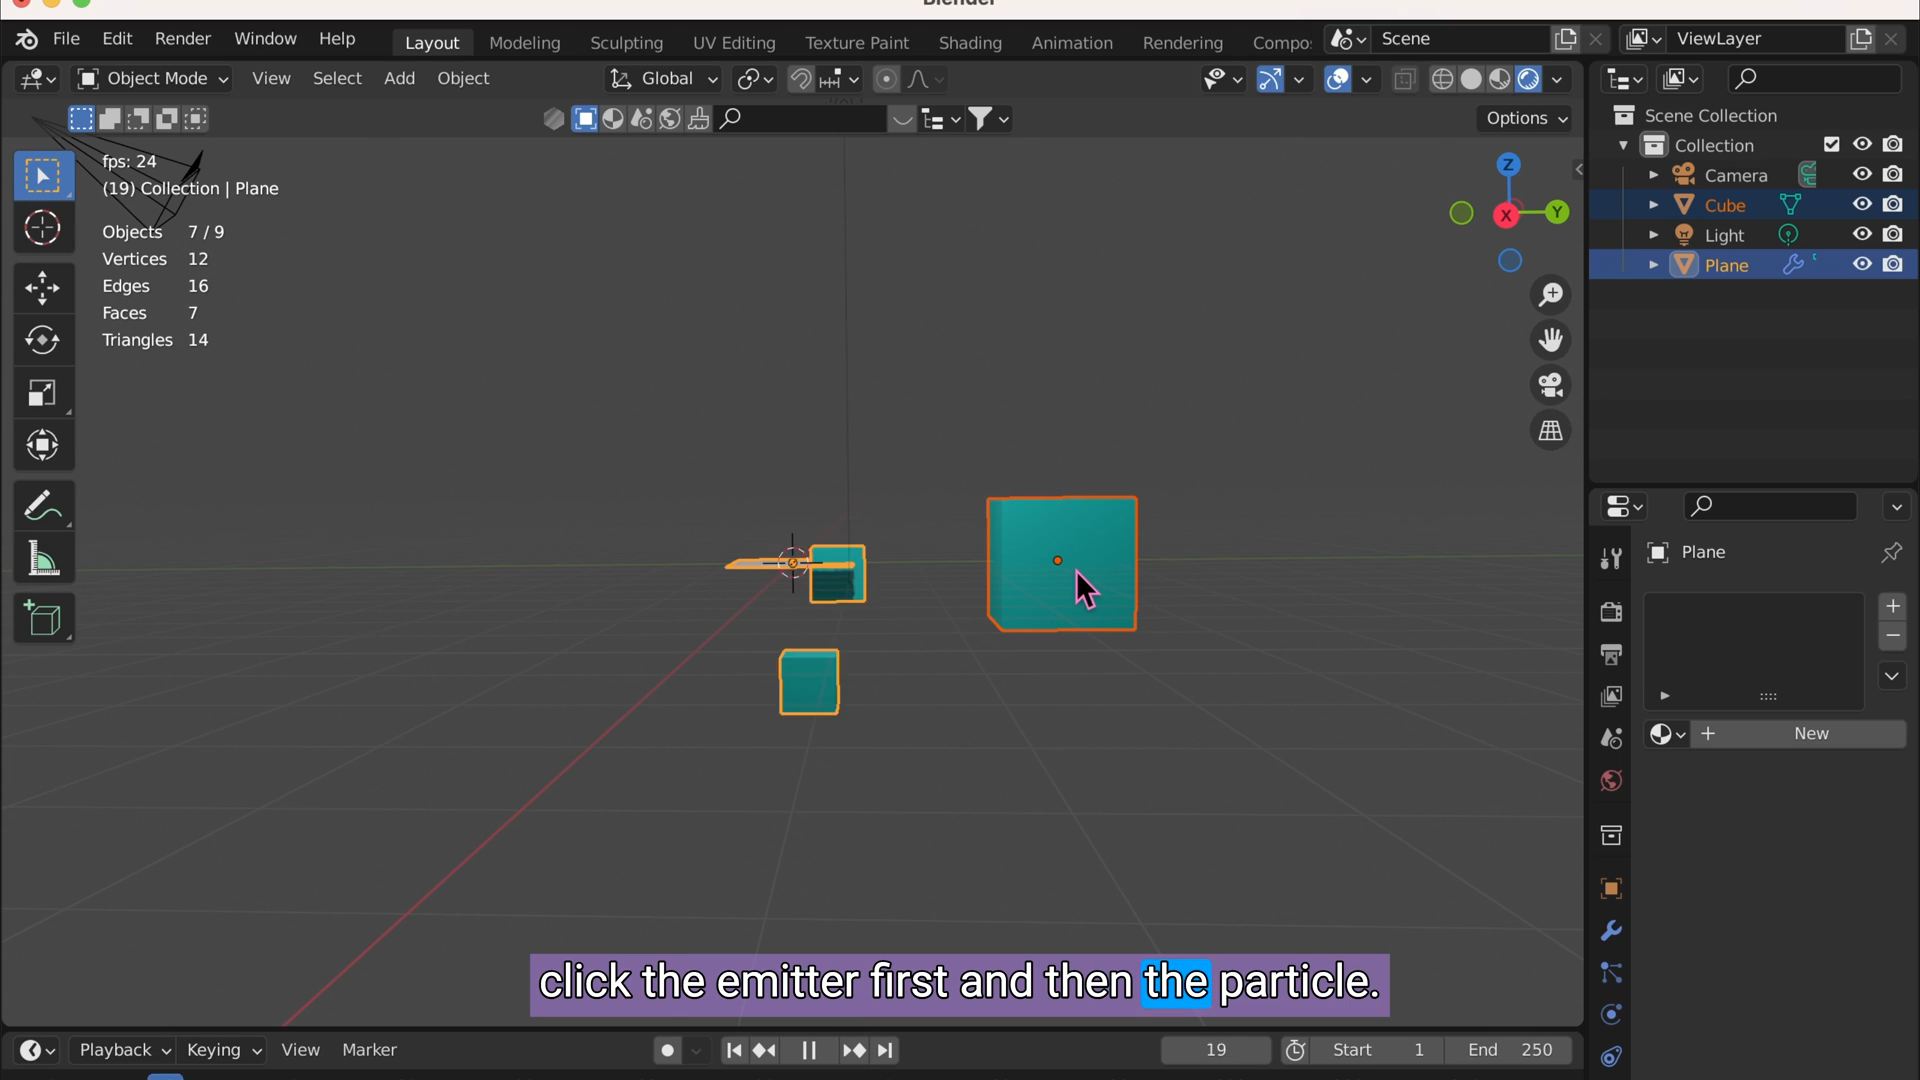 Blender
File Edit Render Window Help Layout Modeling Sculpting UV Editing Texture Paint Shading Animation Rendering Compo Scene ViewLayer
Object Mode View Select Add Object Global
Options
fps: 24
(19) Collection | Plane
Objects 7 / 9
Vertices 12
Edges 16
Faces 7
Triangles 14
Z
X
Y
Scene Collection
Collection
Camera
Cube
Light
Plane
Plane
New
click the emitter first and then the particle.
Playback Keying View Marker 19 Start 1 End 250